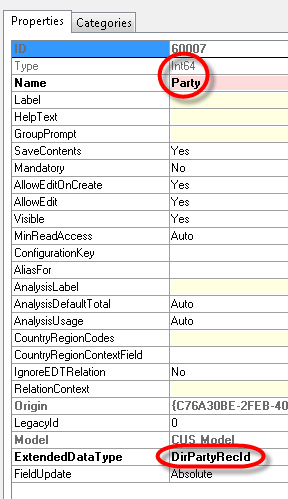 Properties Categories
ID 60007
Type Int64
Name Party
Label
HelpText
GroupPrompt
SaveContents Yes
Mandatory No
AllowEditOnCreate Yes
AllowEdit Yes
Visible Yes
MinReadAccess Auto
ConfigurationKey
AliasFor
AnalysisLabel
AnalysisDefaultTotal Auto
AnalysisUsage Auto
CountryRegionCodes
CountryRegionContextField
IgnoreEDTRelation No
RelationContext
Origin {C76A30BE-2FEB-40
LegacyId 0
Model CUS Model
ExtendedDataType DirPartyRecId
FieldUpdate Absolute